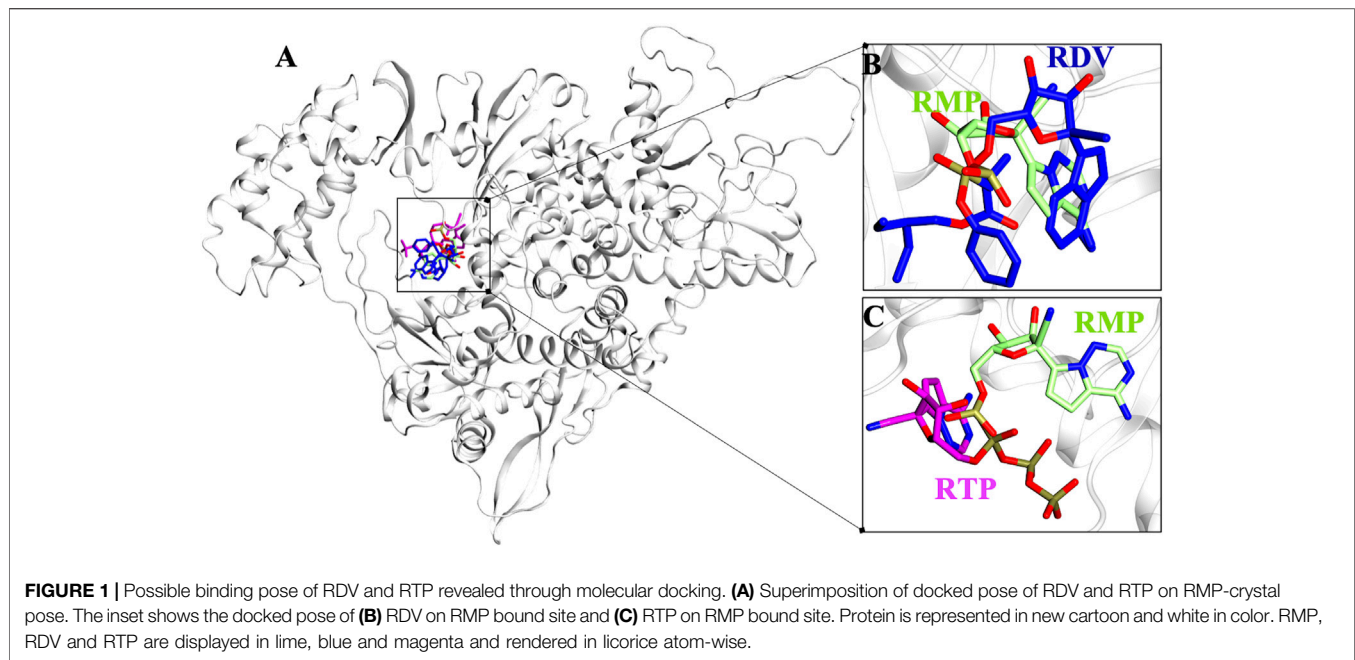 A
B
RDV
RMP
C
RMP
RTP
FIGURE 1 | Possible binding pose of RDV and RTP revealed through molecular docking. (A) Superimposition of docked pose of RDV and RTP on RMP-crystal
pose. The inset shows the docked pose of (B) RDV on RMP bound site and (C) RTP on RMP bound site. Protein is represented in new cartoon and white in color. RMP,
RDV and RTP are displayed in lime, blue and magenta and rendered in licorice atom-wise.